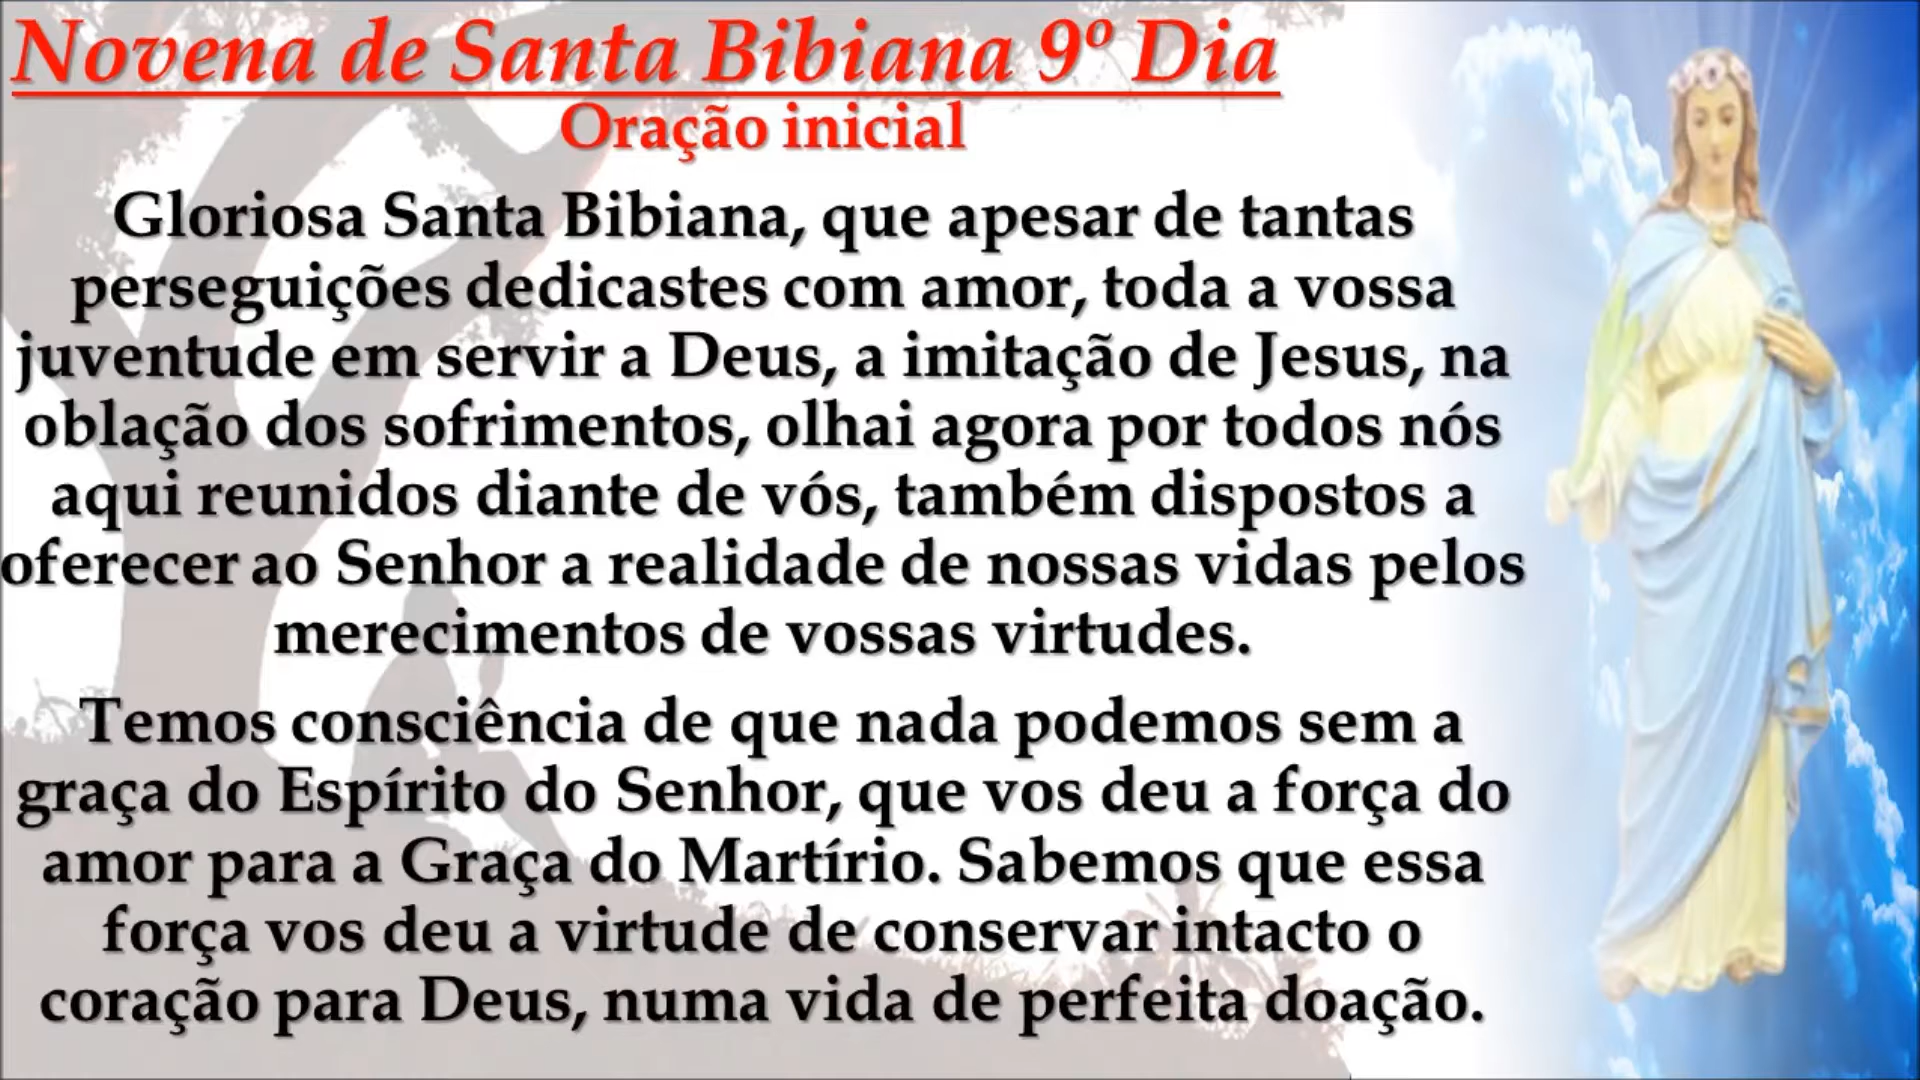 Novena de Santa Bibiana 9º Dia
Oração inicial
Gloriosa Santa Bibiana, que apesar de tantas
perseguições dedicastes com amor, toda a vossa
juventude em servir a Deus, a imitação de Jesus, na
oblação dos sofrimentos, olhai agora por todos nós
aqui reunidos diante de vós, também dispostos a
oferecer ao Senhor a realidade de nossas vidas pelos
merecimentos de vossas virtudes.
Temos consciência de que nada podemos sem a
graça do Espírito do Senhor, que vos deu a força do
amor para a Graça do Martírio. Sabemos que essa
força vos deu a virtude de conservar intacto o
coração para Deus, numa vida de perfeita doação.